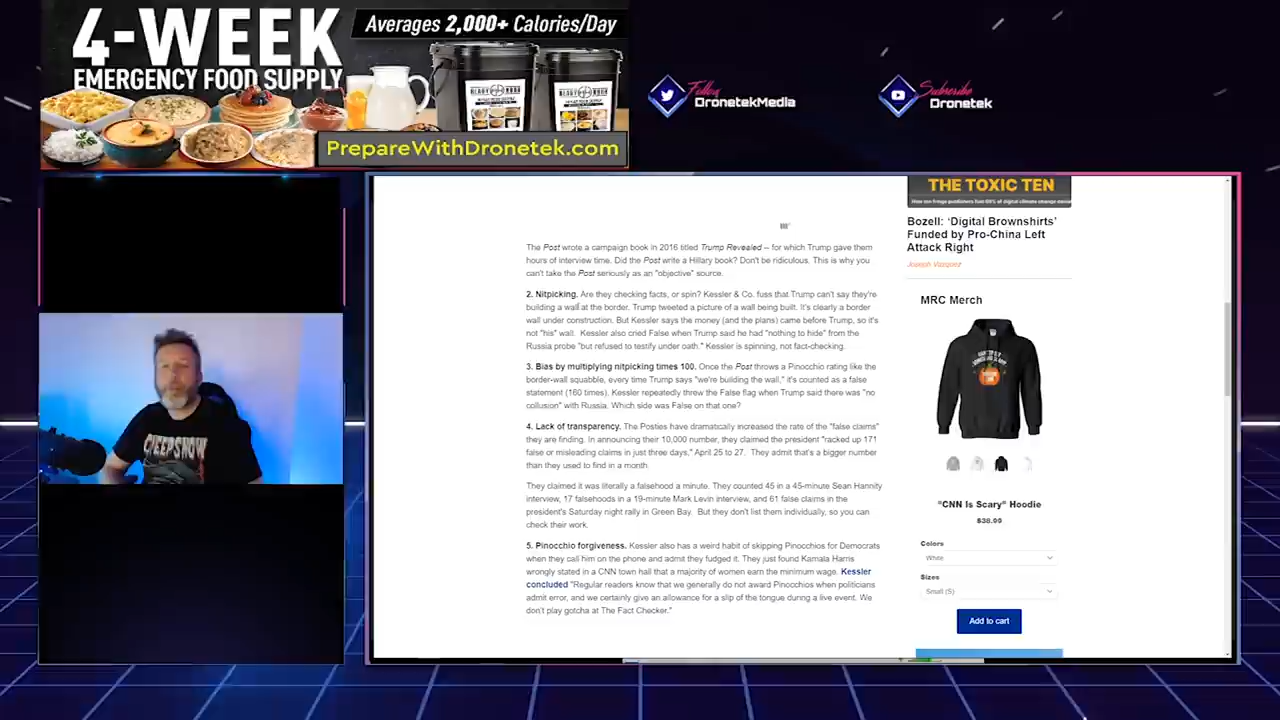 4-WEEK
EMERGENCY FOOD SUPPLY
Averages 2,000+ Calories/Day
PrepareWithDronetek.com
Follow
DronetekMedia
Subscribe
Dronetek
CREEPSHOW
The Post wrote a campaign book in 2016 titled Trump Revealed – for which Trump gave them
hours of interview time. Did the Post write a Hillary book? Don't be ridiculous. This is why you
can't take the Post seriously as an "objective" source.
2. Nitpicking. Are they checking facts, or spin? Kessler & Co. fuss that Trump can't say they're
building a wall at the border. Trump tweeted a picture of a wall being built. It's clearly a border
wall under construction. But Kessler says the money (and the plans) came before Trump, so it's
not "his" wall. Kessler also cried False when Trump said he had "nothing to hide" from the
Russia probe "but refused to testify under oath." Kessler is spinning, not fact-checking.
3. Bias by multiplying nitpicking times 100. Once the Post throws a Pinocchio rating like the
border-wall squabble, every time Trump says "we're building the wall," it's counted as a false
statement (160 times). Kessler repeatedly threw the False flag when Trump said there was "no
collusion" with Russia. Which side was False on that one?
4. Lack of transparency. The Posties have dramatically increased the rate of the "false claims"
they are finding. In announcing their 10,000 number, they claimed the president "racked up 171
false or misleading claims in just three days," April 25 to 27. They admit that's a bigger number
than they used to find in a month.
They claimed it was literally a falsehood a minute. They counted 45 in a 45-minute Sean Hannity
interview, 17 falsehoods in a 19-minute Mark Levin interview, and 61 false claims in the
president's Saturday night rally in Green Bay. But they don't list them individually, so you can
check their work.
5. Pinocchio forgiveness. Kessler also has a weird habit of skipping Pinocchios for Democrats
when they call him on the phone and admit they fudged it. They just found Kamala Harris
wrongly stated in a CNN town hall that a majority of women earn the minimum wage. Kessler
concluded "Regular readers know that we generally do not award Pinocchios when politicians
admit error, and we certainly give an allowance for a slip of the tongue during a live event. We
don't play gotcha at The Fact Checker."
THE TOXIC TEN
How ten fringe publishers fuel 69% of digital climate change
Bozell: 'Digital Brownshirts'
Funded by Pro-China Left
Attack Right
Joseph Vazquez
MRC Merch
"CNN Is Scary" Hoodie
$38.99
Colors
White
Sizes
Small (S)
Add to cart